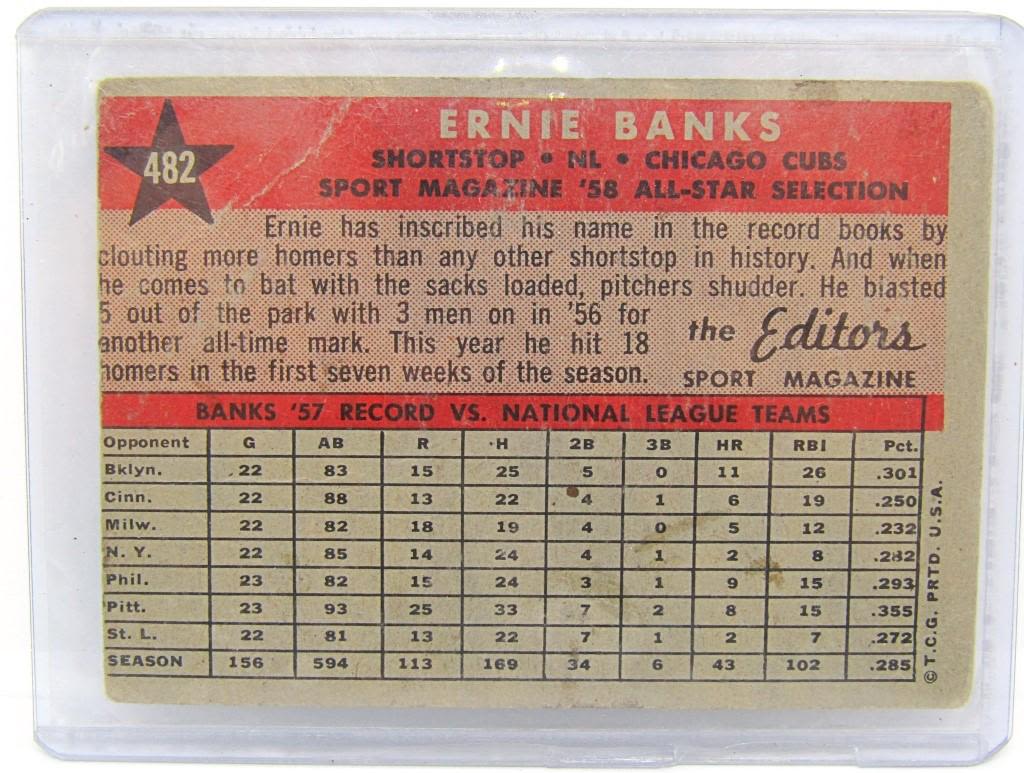 482
ERNIE BANKS
SHORTSTOP • NL • CHICAGO CUBS
SPORT MAGAZINE '58 ALL-STAR SELECTION
Ernie has inscribed his name in the record books by
clouting more homers than any other shortstop in history. And when
he comes to bat with the sacks loaded, pitchers shudder. He blasted
5 out of the park with 3 men on in '56 for
another all-time mark. This year he hit 18
homers in the first seven weeks of the season.
the Editors
SPORT MAGAZINE
BANKS '57 RECORD VS. NATIONAL LEAGUE TEAMS
Opponent G AB R H 2B 3B HR RBI Pct.
Bklyn. 22 83 15 25 5 0 11 26 .301
Cinn. 22 88 13 22 4 1 6 19 .250
Milw. 22 82 18 19 4 0 5 12 .232
N. Y. 22 85 14 24 4 1 2 8 .282
Phil. 23 82 15 24 3 1 9 15 .293
Pitt. 23 93 25 33 7 2 8 15 .355
St. L. 22 81 13 22 7 1 2 7 .272
SEASON 156 594 113 169 34 6 43 102 .285
© T.C.G. PRTD. U.S.A.